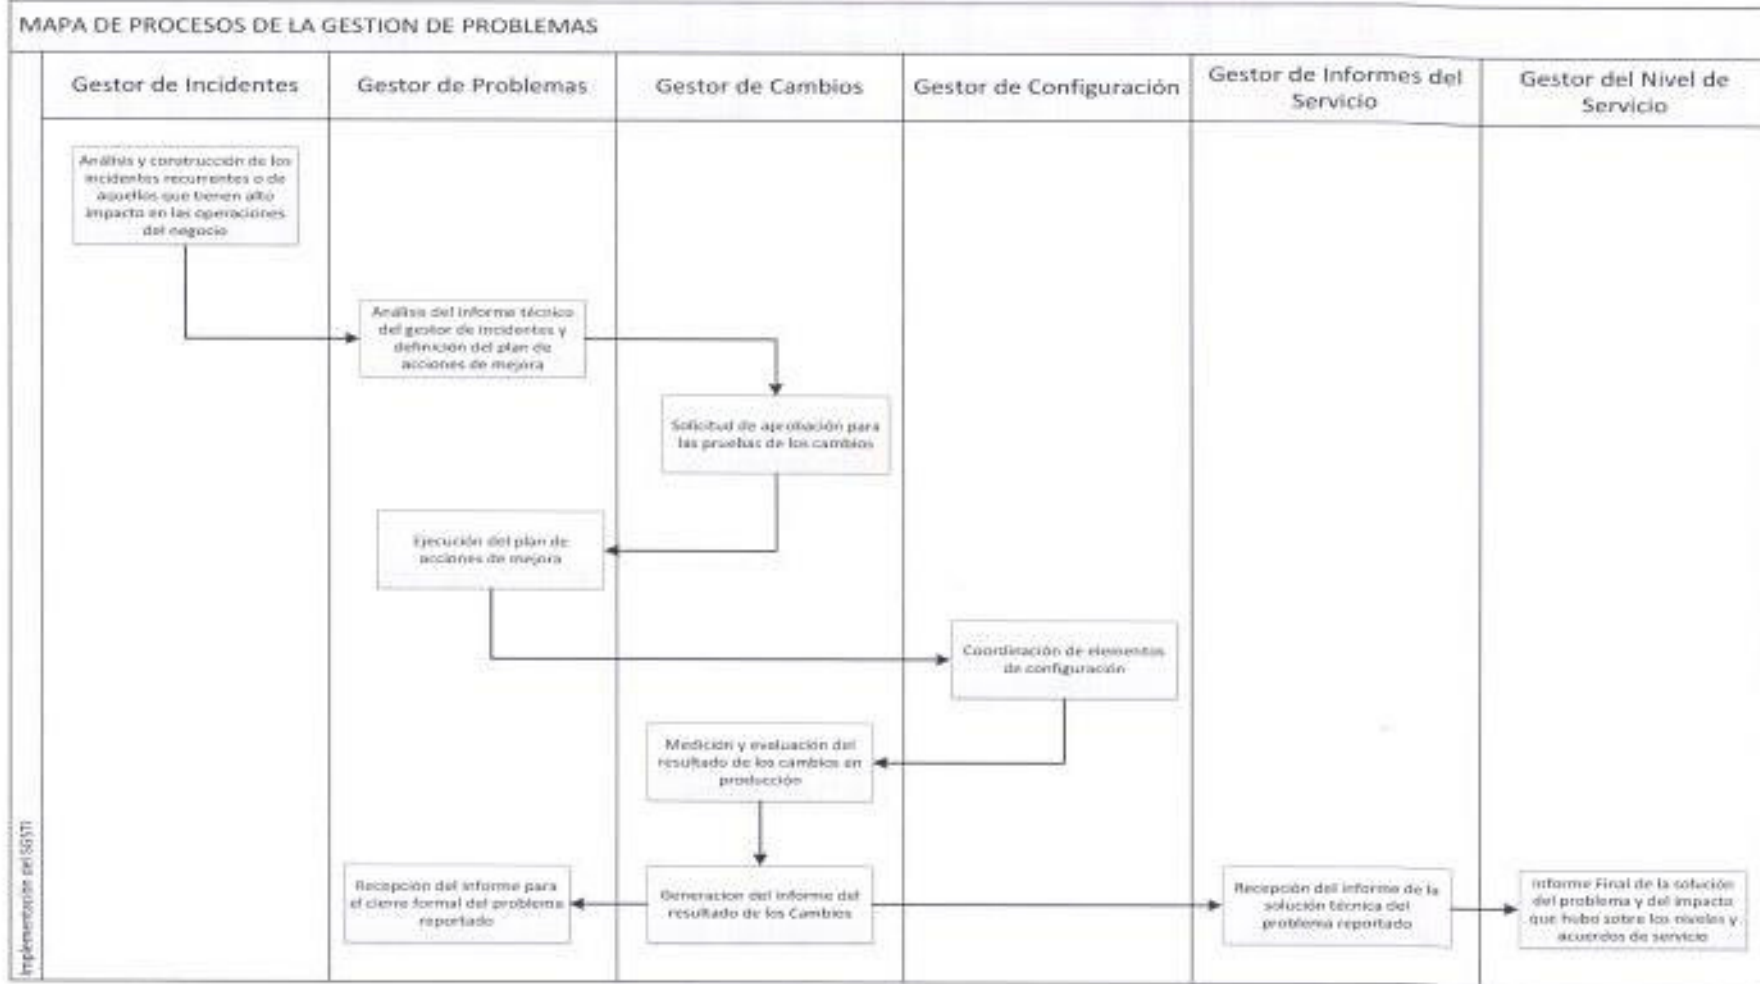 MAPA DE PROCESOS DE LA GESTION DE PROBLEMAS
Gestor de Incidentes
Gestor de Problemas
Gestor de Cambios
Gestor de Configuración
Gestor de Informes del
Servicio
Gestor del Nivel de
Servicio
Análisis y construcción de los
incidentes recurrentes o de
aquellos que tienen alto
impacto en las operaciones
del negocio
Análisis del informe técnico
del gestor de incidentes y
definición del plan de
acciones de mejora
Solicitud de aprobación para
las pruebas de los cambios
Ejecución del plan de
acciones de mejora
Coordinación de elementos
de configuración
Medición y evaluación del
resultado de los cambios en
producción
Recepción del informe para
el cierre formal del problema
reportado
Generacion del informe del
resultado de los Cambios
Recepción del informe de la
solución técnica del
problema reportado
Informe Final de la solución
del problema y del impacto
que hubo sobre los niveles y
acuerdos de servicio
Implementacion del SGSTI